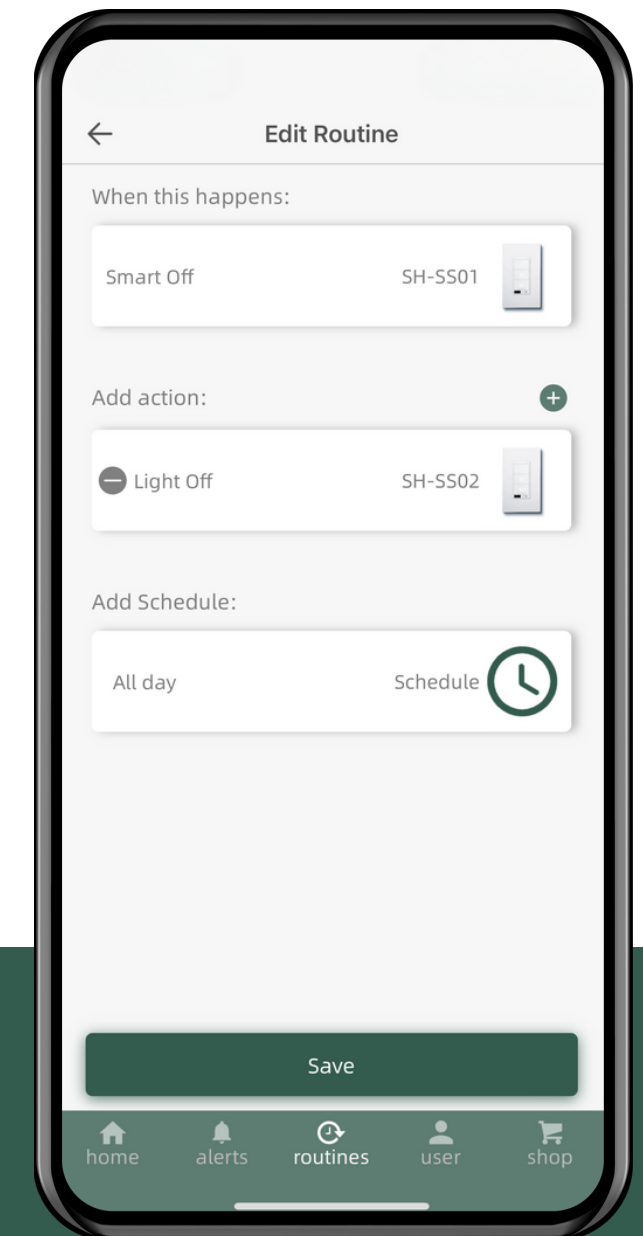 Edit Routine
When this happens:
Smart Off SH-SS01
Add action:
Light Off SH-SS02
Add Schedule:
All day Schedule
Save
home alerts routines user shop